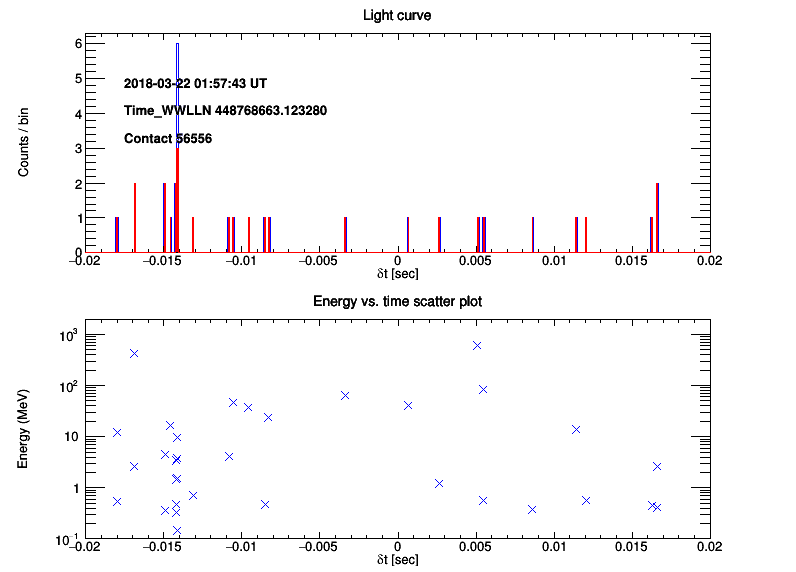 Light curve
Counts / bin
6
5
4
3
2
1
0
2018-03-22 01:57:43 UT
Time_WWLLN 448768663.123280
Contact 56556
−0.02 −0.015 −0.01 −0.005 0 0.005 0.01 0.015 0.02
δt [sec]
Energy vs. time scatter plot
Energy (MeV)
10³
10²
10
1
10⁻¹
−0.02 −0.015 −0.01 −0.005 0 0.005 0.01 0.015 0.02
δt [sec]